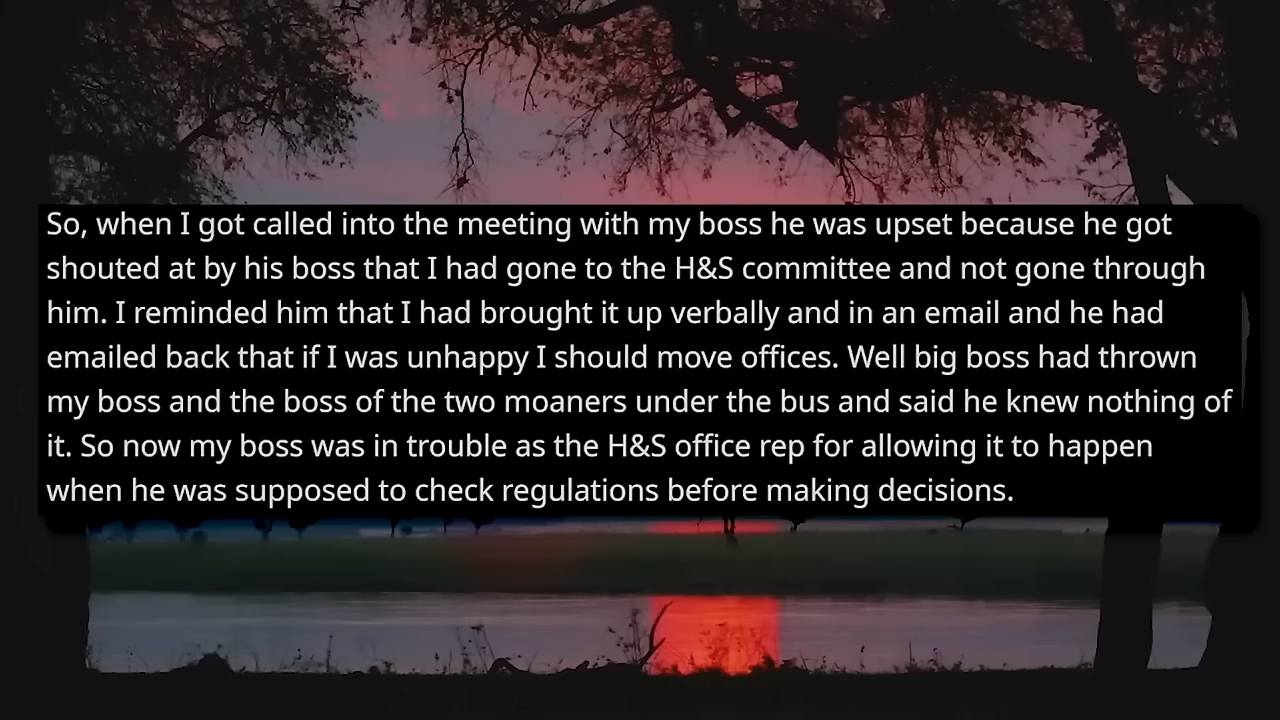 So, when I got called into the meeting with my boss he was upset because he got
shouted at by his boss that I had gone to the H&S committee and not gone through
him. I reminded him that I had brought it up verbally and in an email and he had
emailed back that if I was unhappy I should move offices. Well big boss had thrown
my boss and the boss of the two moaners under the bus and said he knew nothing of
it. So now my boss was in trouble as the H&S office rep for allowing it to happen
when he was supposed to check regulations before making decisions.